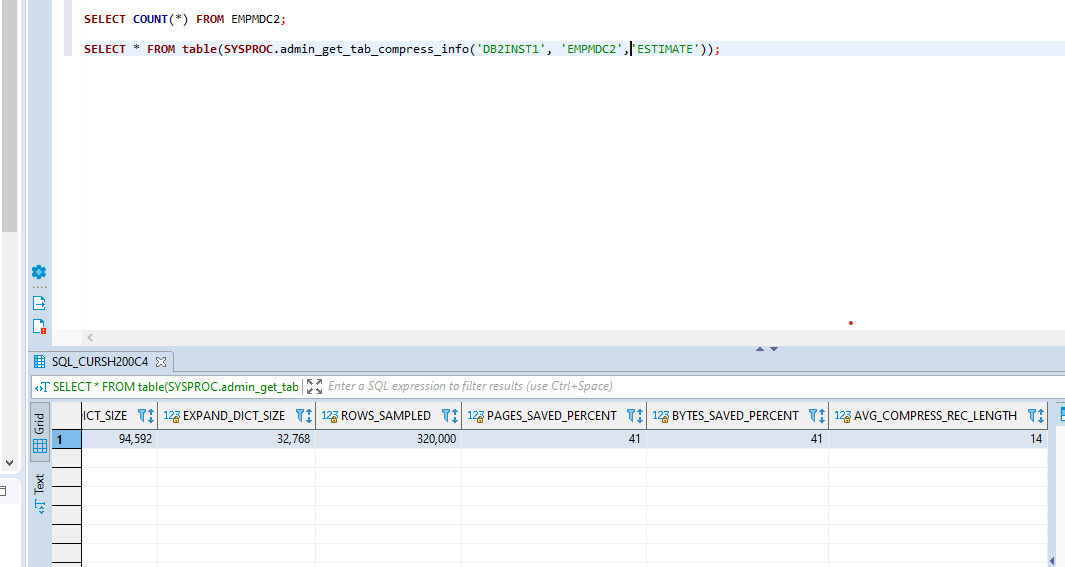 SELECT COUNT(*) FROM EMPMDC2;
SELECT * FROM table(SYSPROC.admin_get_tab_compress_info('DB2INST1', 'EMPMDC2','ESTIMATE'));
SQL_CURSH200C4
SELECT * FROM table(SYSPROC.admin_get_tab Enter a SQL expression to filter results (use Ctrl+Space)
Grid
Text
ICT_SIZE 123 EXPAND_DICT_SIZE 123 ROWS_SAMPLED 123 PAGES_SAVED_PERCENT 123 BYTES_SAVED_PERCENT 123 AVG_COMPRESS_REC_LENGTH
1 94,592 32,768 320,000 41 41 14